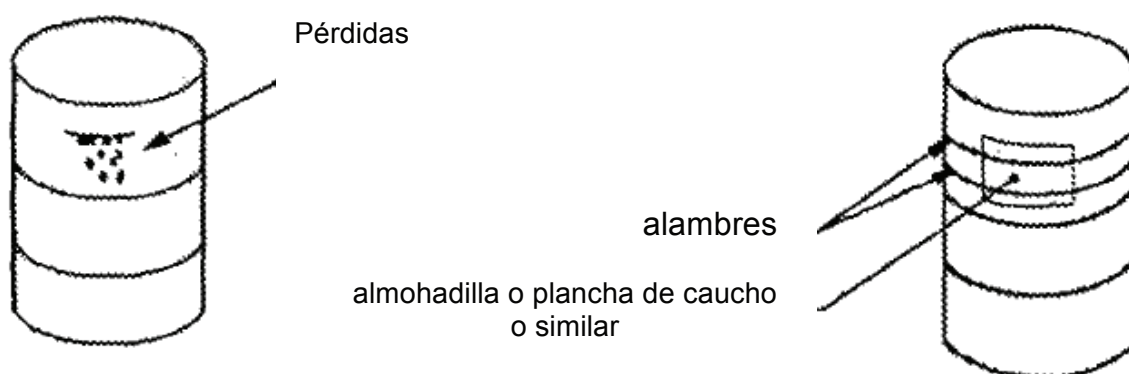 Pérdidas
alambres
almohadilla o plancha de caucho
o similar